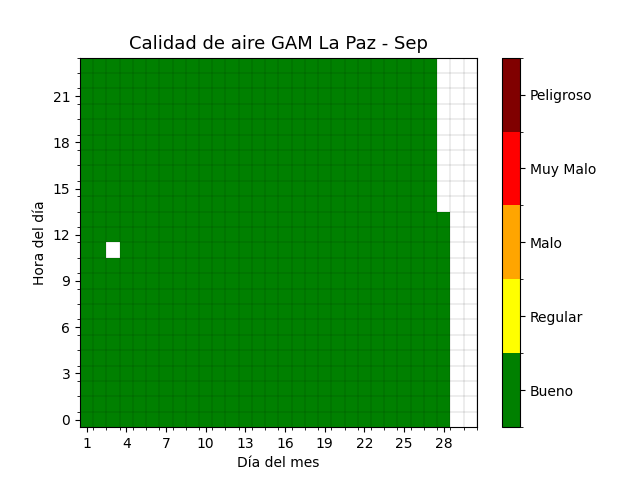 Calidad de aire GAM La Paz - Sep
Hora del día
21
18
15
12
9
6
3
0
1 4 7 10 13 16 19 22 25 28
Día del mes
Peligroso
Muy Malo
Malo
Regular
Bueno